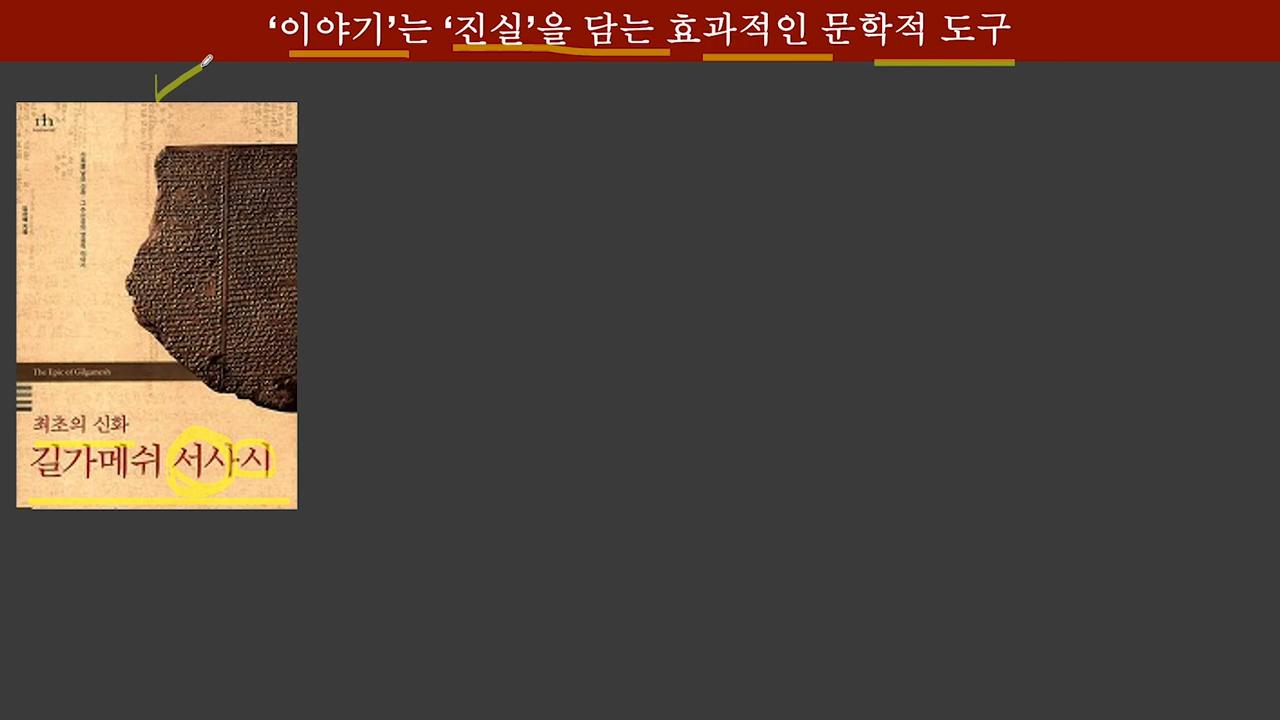 ‘이야기’는 ‘진실’을 담는 효과적인 문학적 도구
The Epic of Gilgamesh
최초의 신화
길가메쉬 서사시